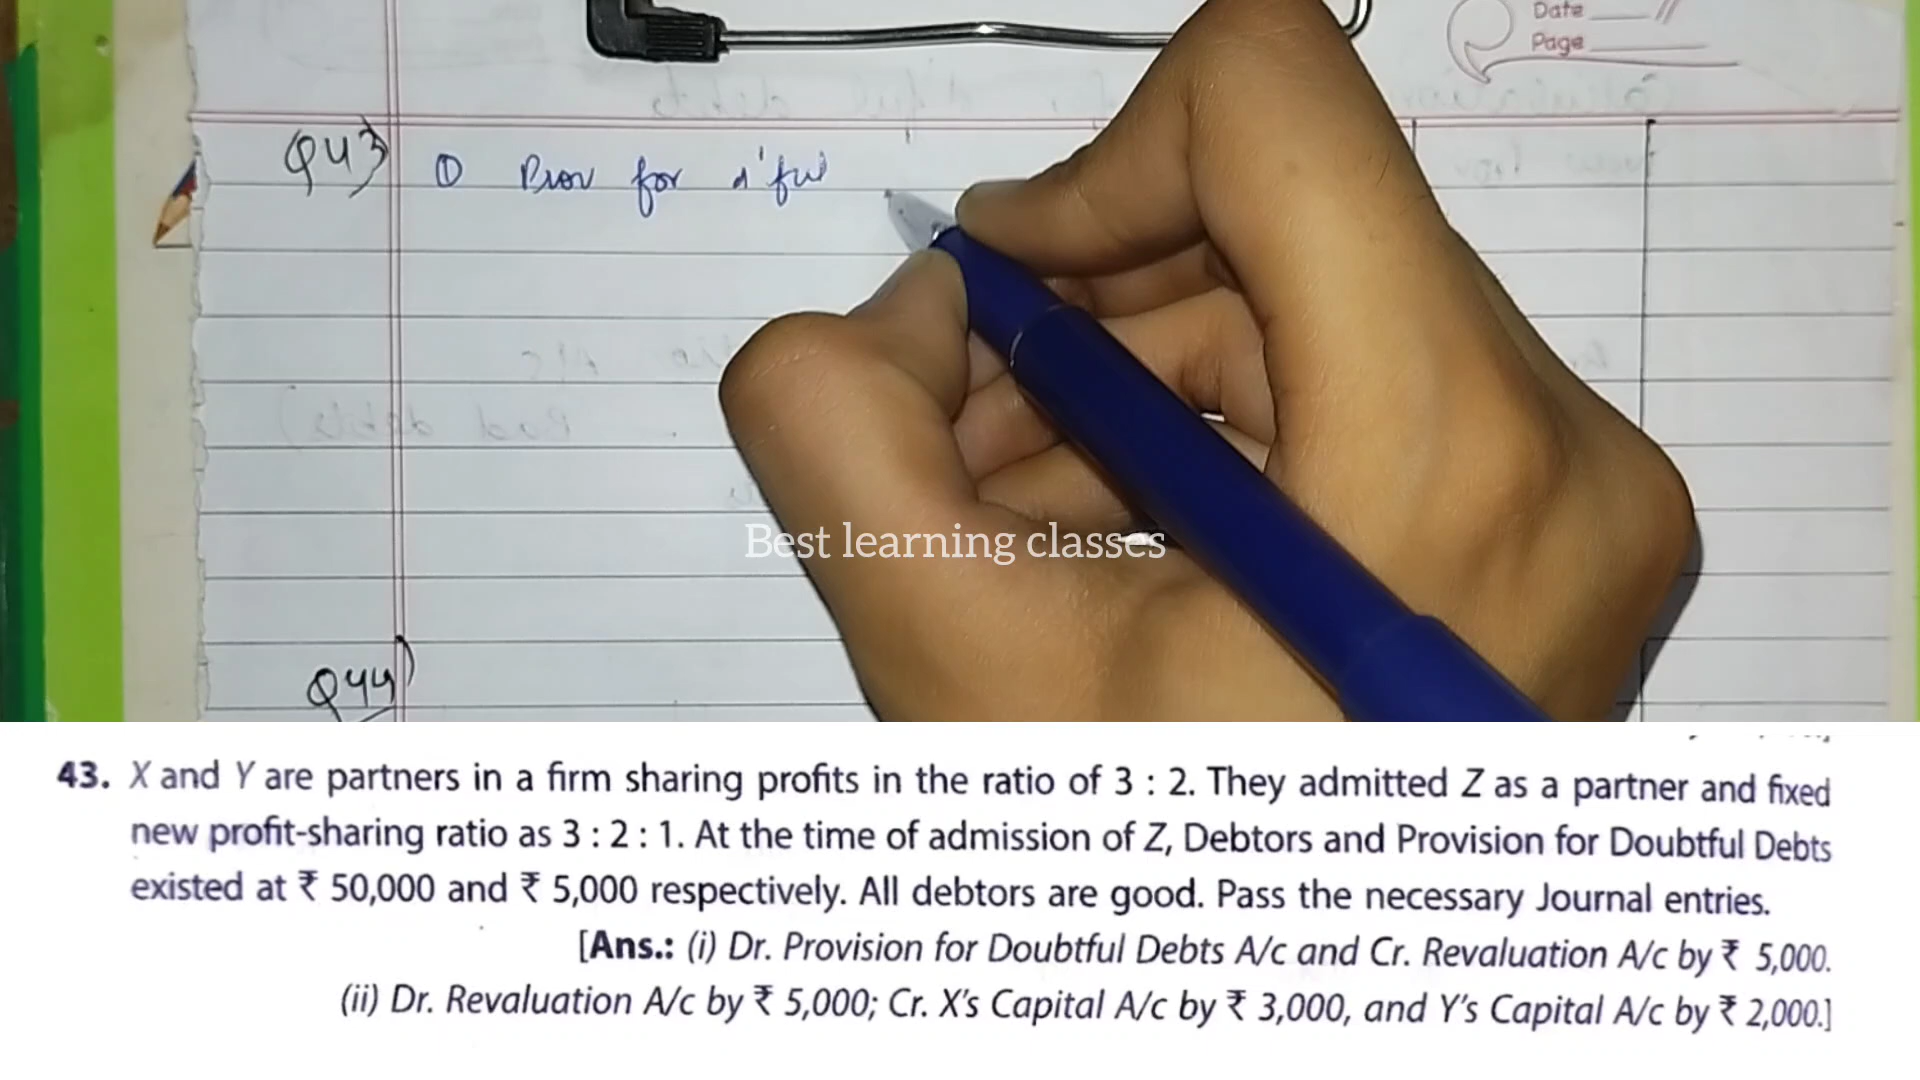 Date
Page
Q43) ① Prov for d'ful
Best learning classes
Q44)
43. X and Y are partners in a firm sharing profits in the ratio of 3 : 2. They admitted Z as a partner and fixed
new profit-sharing ratio as 3 : 2 : 1. At the time of admission of Z, Debtors and Provision for Doubtful Debts
existed at ₹ 50,000 and ₹ 5,000 respectively. All debtors are good. Pass the necessary Journal entries.
[Ans.: (i) Dr. Provision for Doubtful Debts A/c and Cr. Revaluation A/c by ₹ 5,000.
(ii) Dr. Revaluation A/c by ₹ 5,000; Cr. X's Capital A/c by ₹ 3,000, and Y's Capital A/c by ₹ 2,000.]